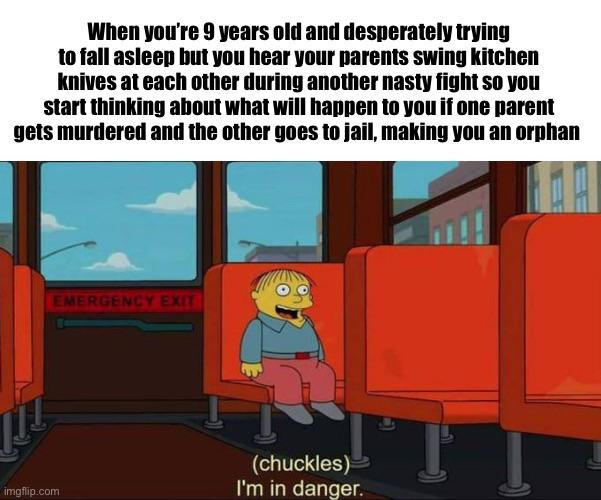 When you’re 9 years old and desperately trying
to fall asleep but you hear your parents swing kitchen
knives at each other during another nasty fight so you
start thinking about what will happen to you if one parent
gets murdered and the other goes to jail, making you an orphan
EMERGENCY EXIT
(chuckles)
I'm in danger.
imgflip.com